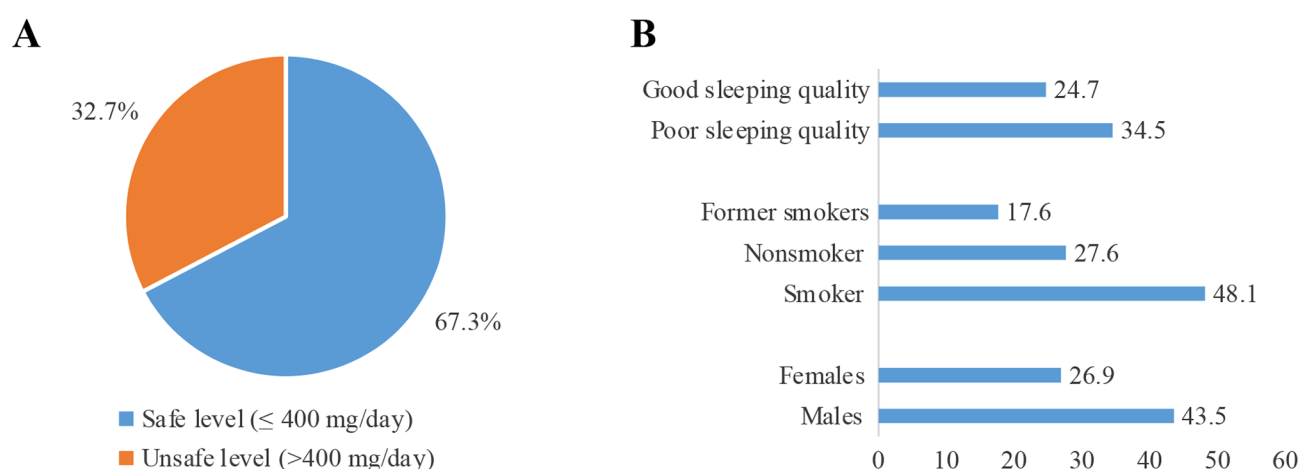 A
32.7%
67.3%
Safe level (≤ 400 mg/day)
Unsafe level (>400 mg/day)
B
Good sleeping quality 24.7
Poor sleeping quality 34.5
Former smokers 17.6
Nonsmoker 27.6
Smoker 48.1
Females 26.9
Males 43.5
0 10 20 30 40 50 60